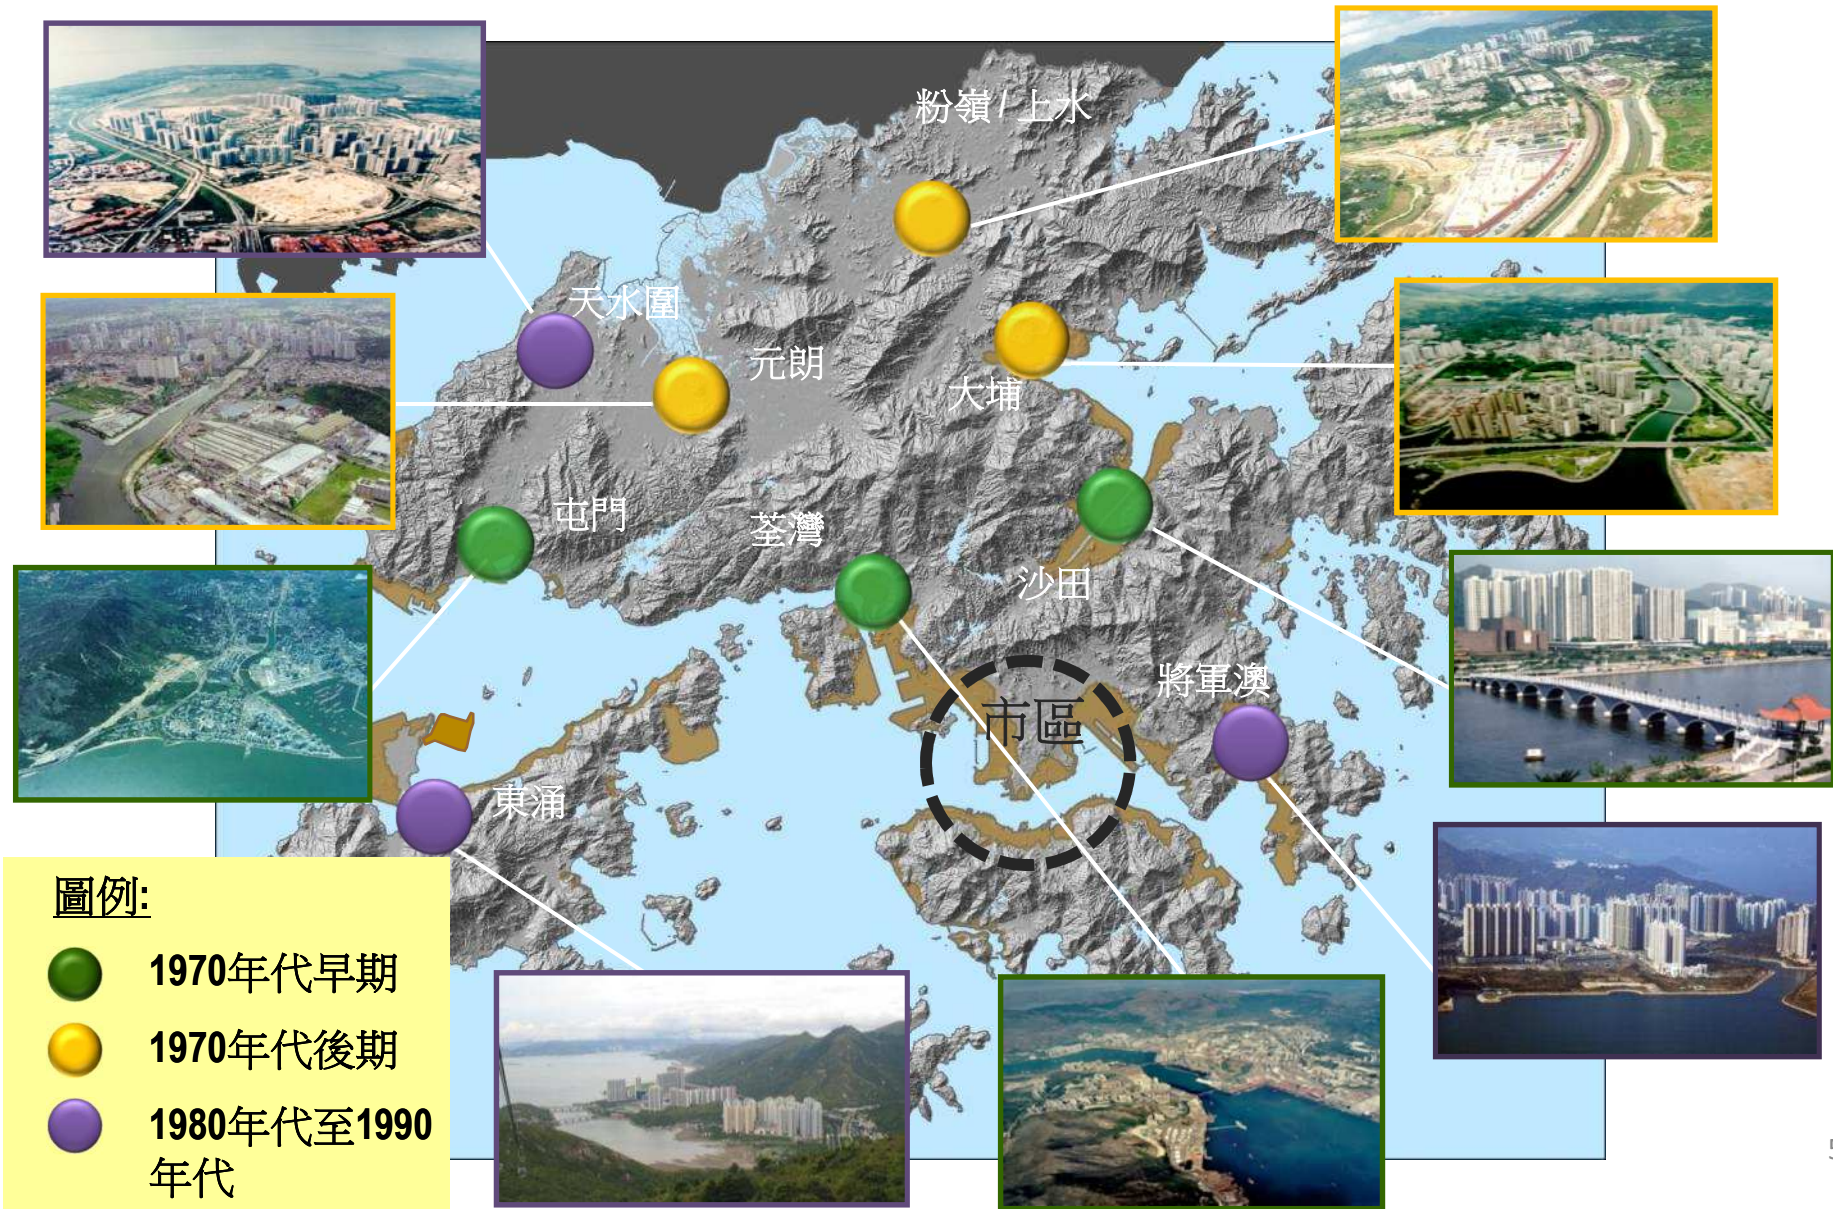 粉嶺 / 上水
天水圍
元朗
大埔
屯門
荃灣
沙田
將軍澳
市區
東涌
圖例:
1970年代早期
1970年代後期
1980年代至1990
年代
5